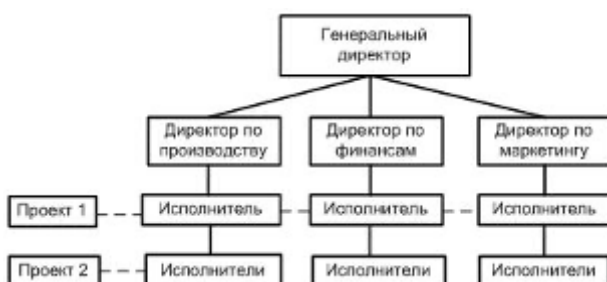 Генеральный
директор
Директор по
производству
Директор по
финансам
Директор по
маркетингу
Проект 1
Исполнитель
Исполнитель
Исполнитель
Проект 2
Исполнители
Исполнители
Исполнители